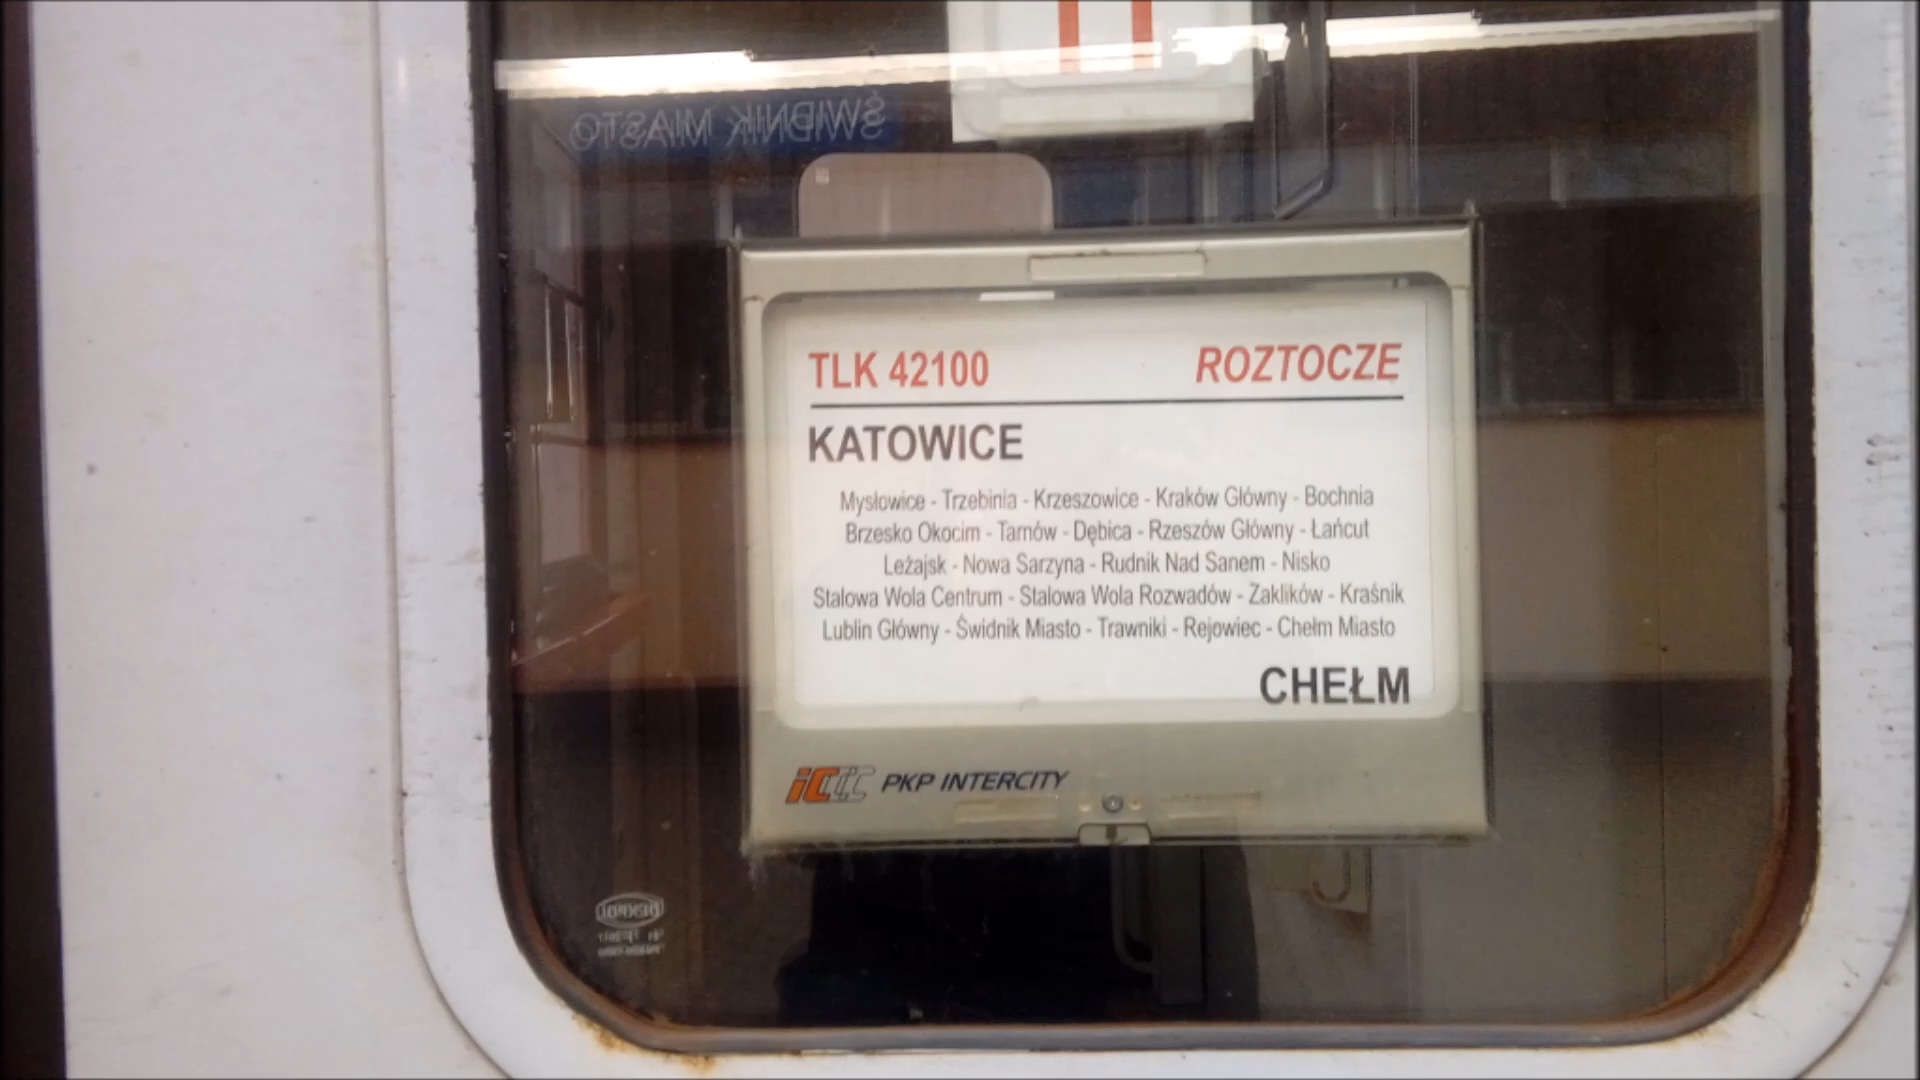 ŚWIDNIK MIASTO
TLK 42100 ROZTOCZE
KATOWICE
Mysłowice - Trzebinia - Krzeszowice - Kraków Główny - Bochnia
Brzesko Okocim - Tarnów - Dębica - Rzeszów Główny - Łańcut
Leżajsk - Nowa Sarzyna - Rudnik Nad Sanem - Nisko
Stalowa Wola Centrum - Stalowa Wola Rozwadów - Zaklików - Kraśnik
Lublin Główny - Świdnik Miasto - Trawniki - Rejowiec - Chełm Miasto
CHEŁM
PKP INTERCITY